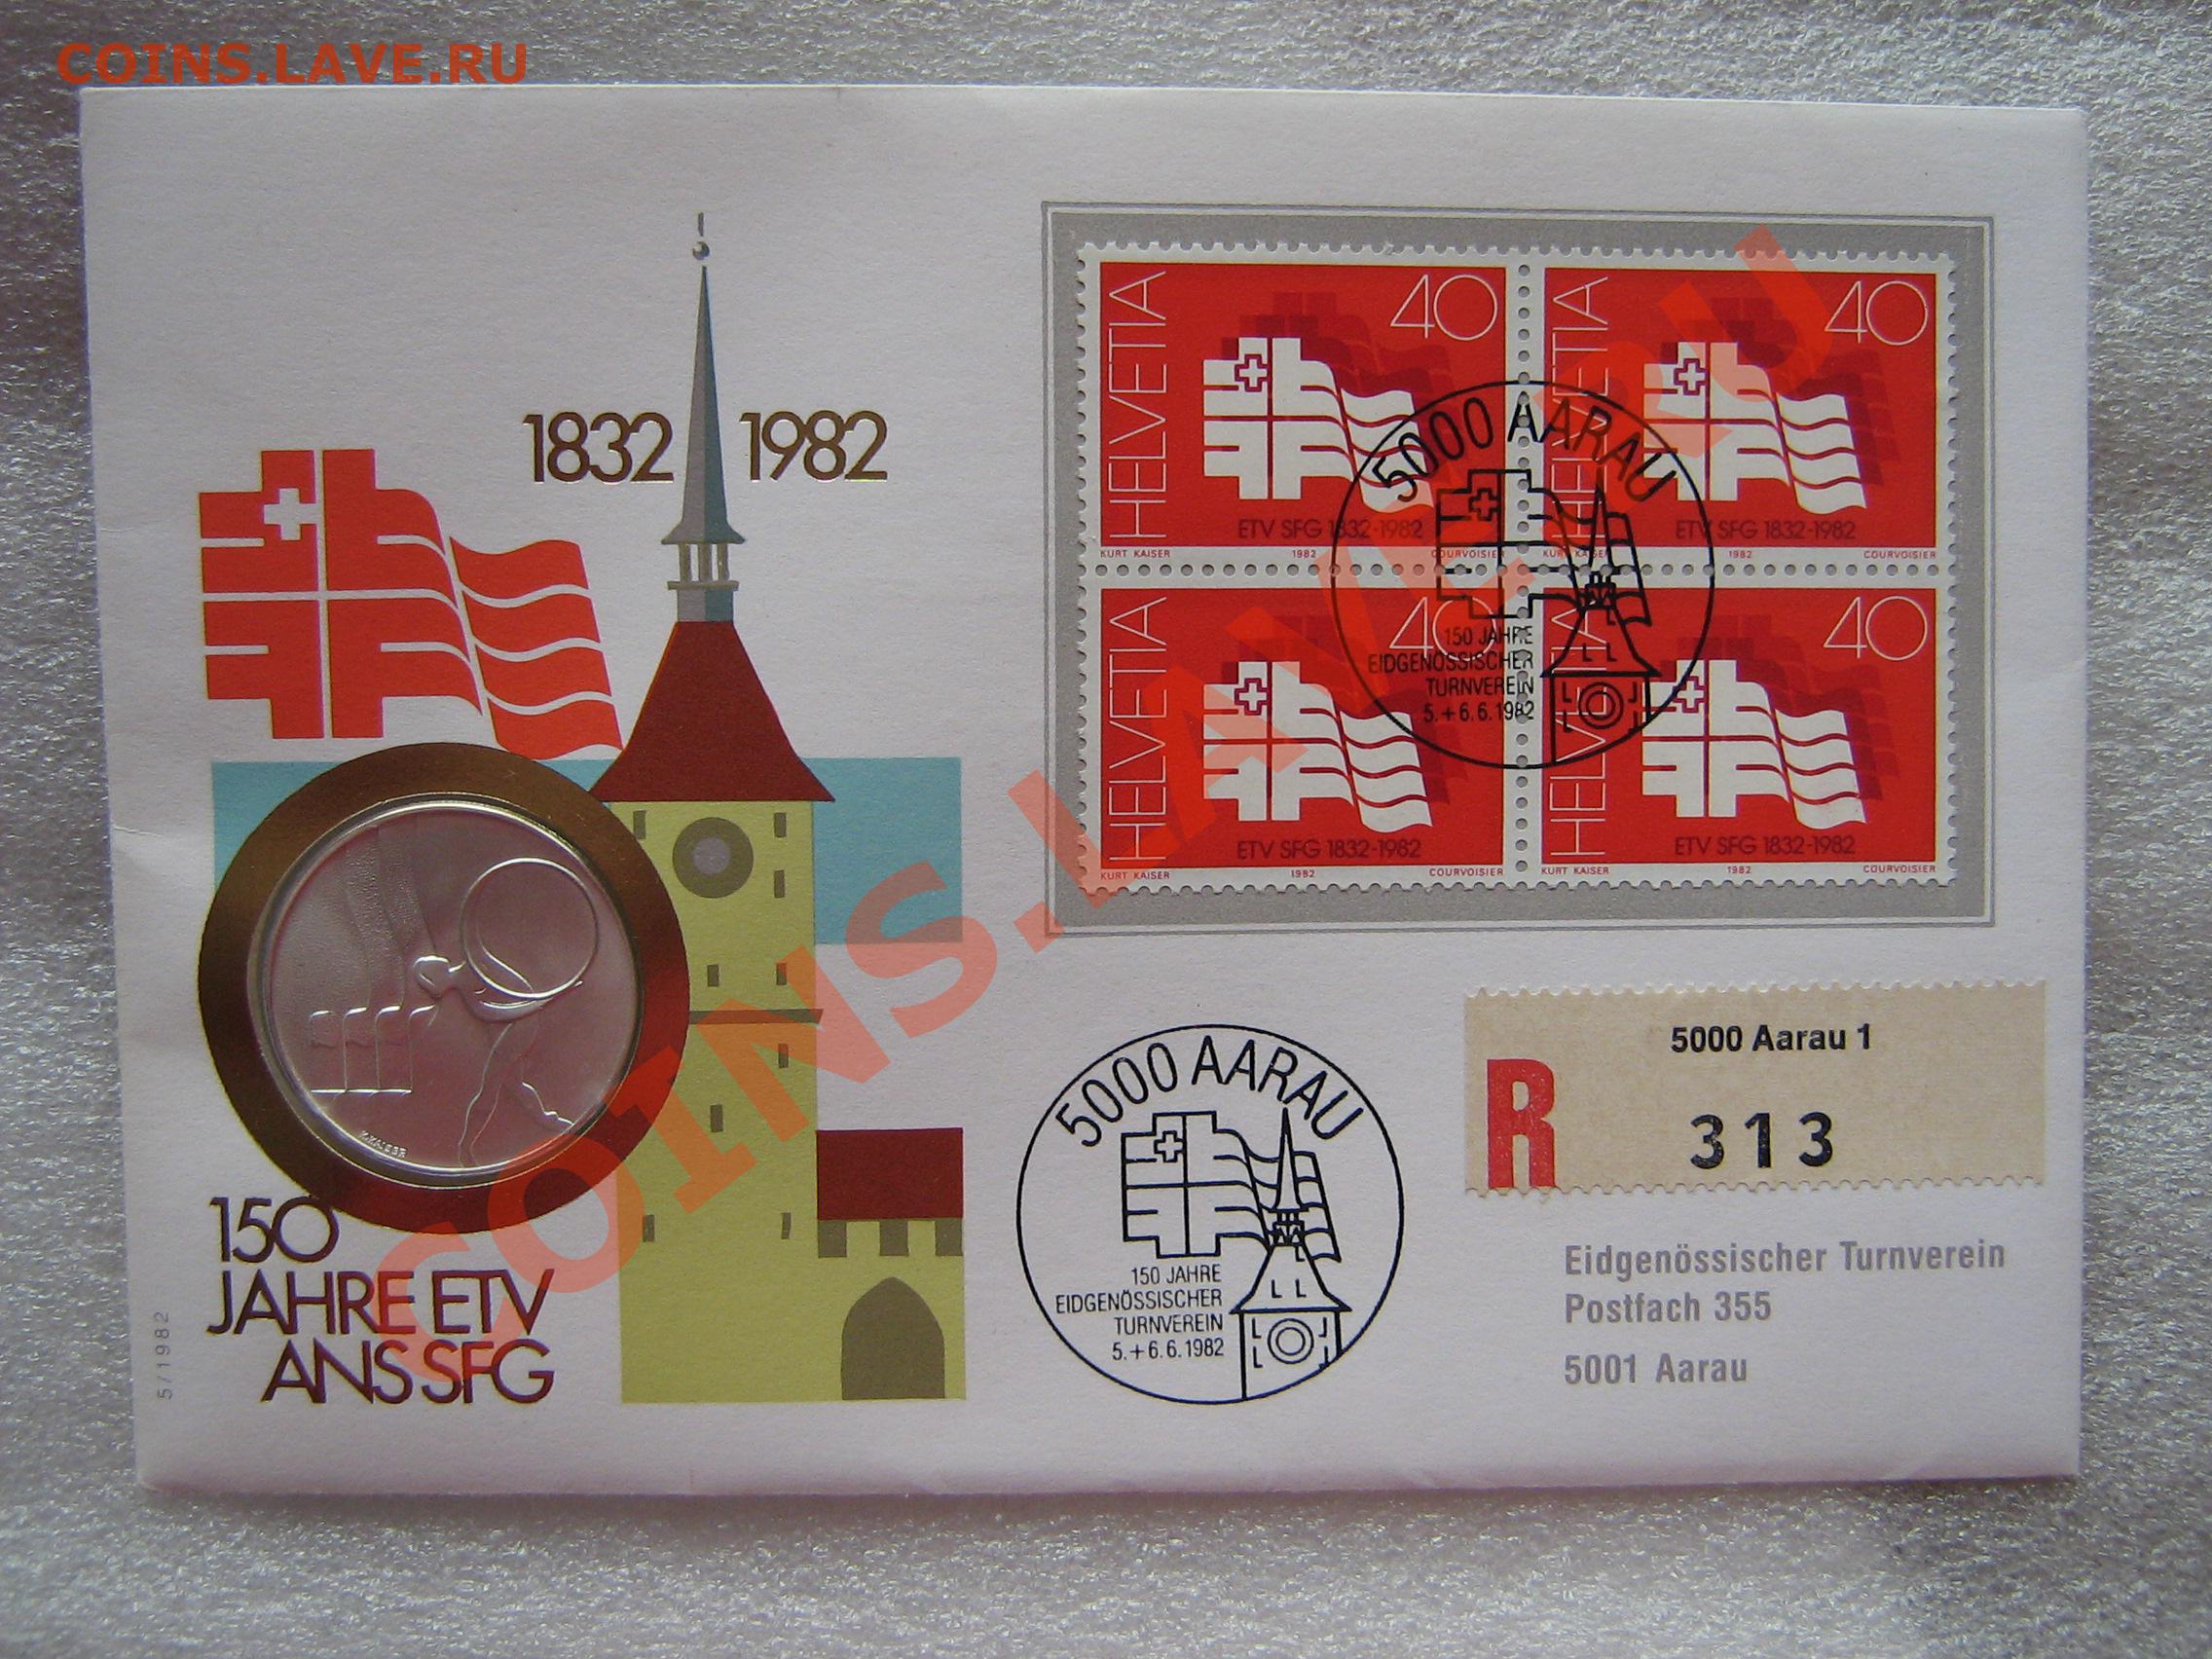 COINS.LAVE.RU
1832 1982
150
JAHRE ETV
ANS SFG
5/1982
K.KAISER
HELVETIA
40
ETV SFG 1832-1982
KURT KAISER 1982 COURVOISIER
HELVETIA
40
ETV SFG 1832-1982
KURT KAISER 1982 COURVOISIER
HELVETIA
40
ETV SFG 1832-1982
KURT KAISER 1982 COURVOISIER
HELVETIA
40
ETV SFG 1832-1982
KURT KAISER 1982 COURVOISIER
5000 AARAU
150 JAHRE
EIDGENÖSSISCHER
TURNVEREIN
5.+6.6.1982
5000 AARAU
150 JAHRE
EIDGENÖSSISCHER
TURNVEREIN
5.+6.6.1982
R
5000 Aarau 1
313
Eidgenössischer Turnverein
Postfach 355
5001 Aarau
COINS.LAVE.RU